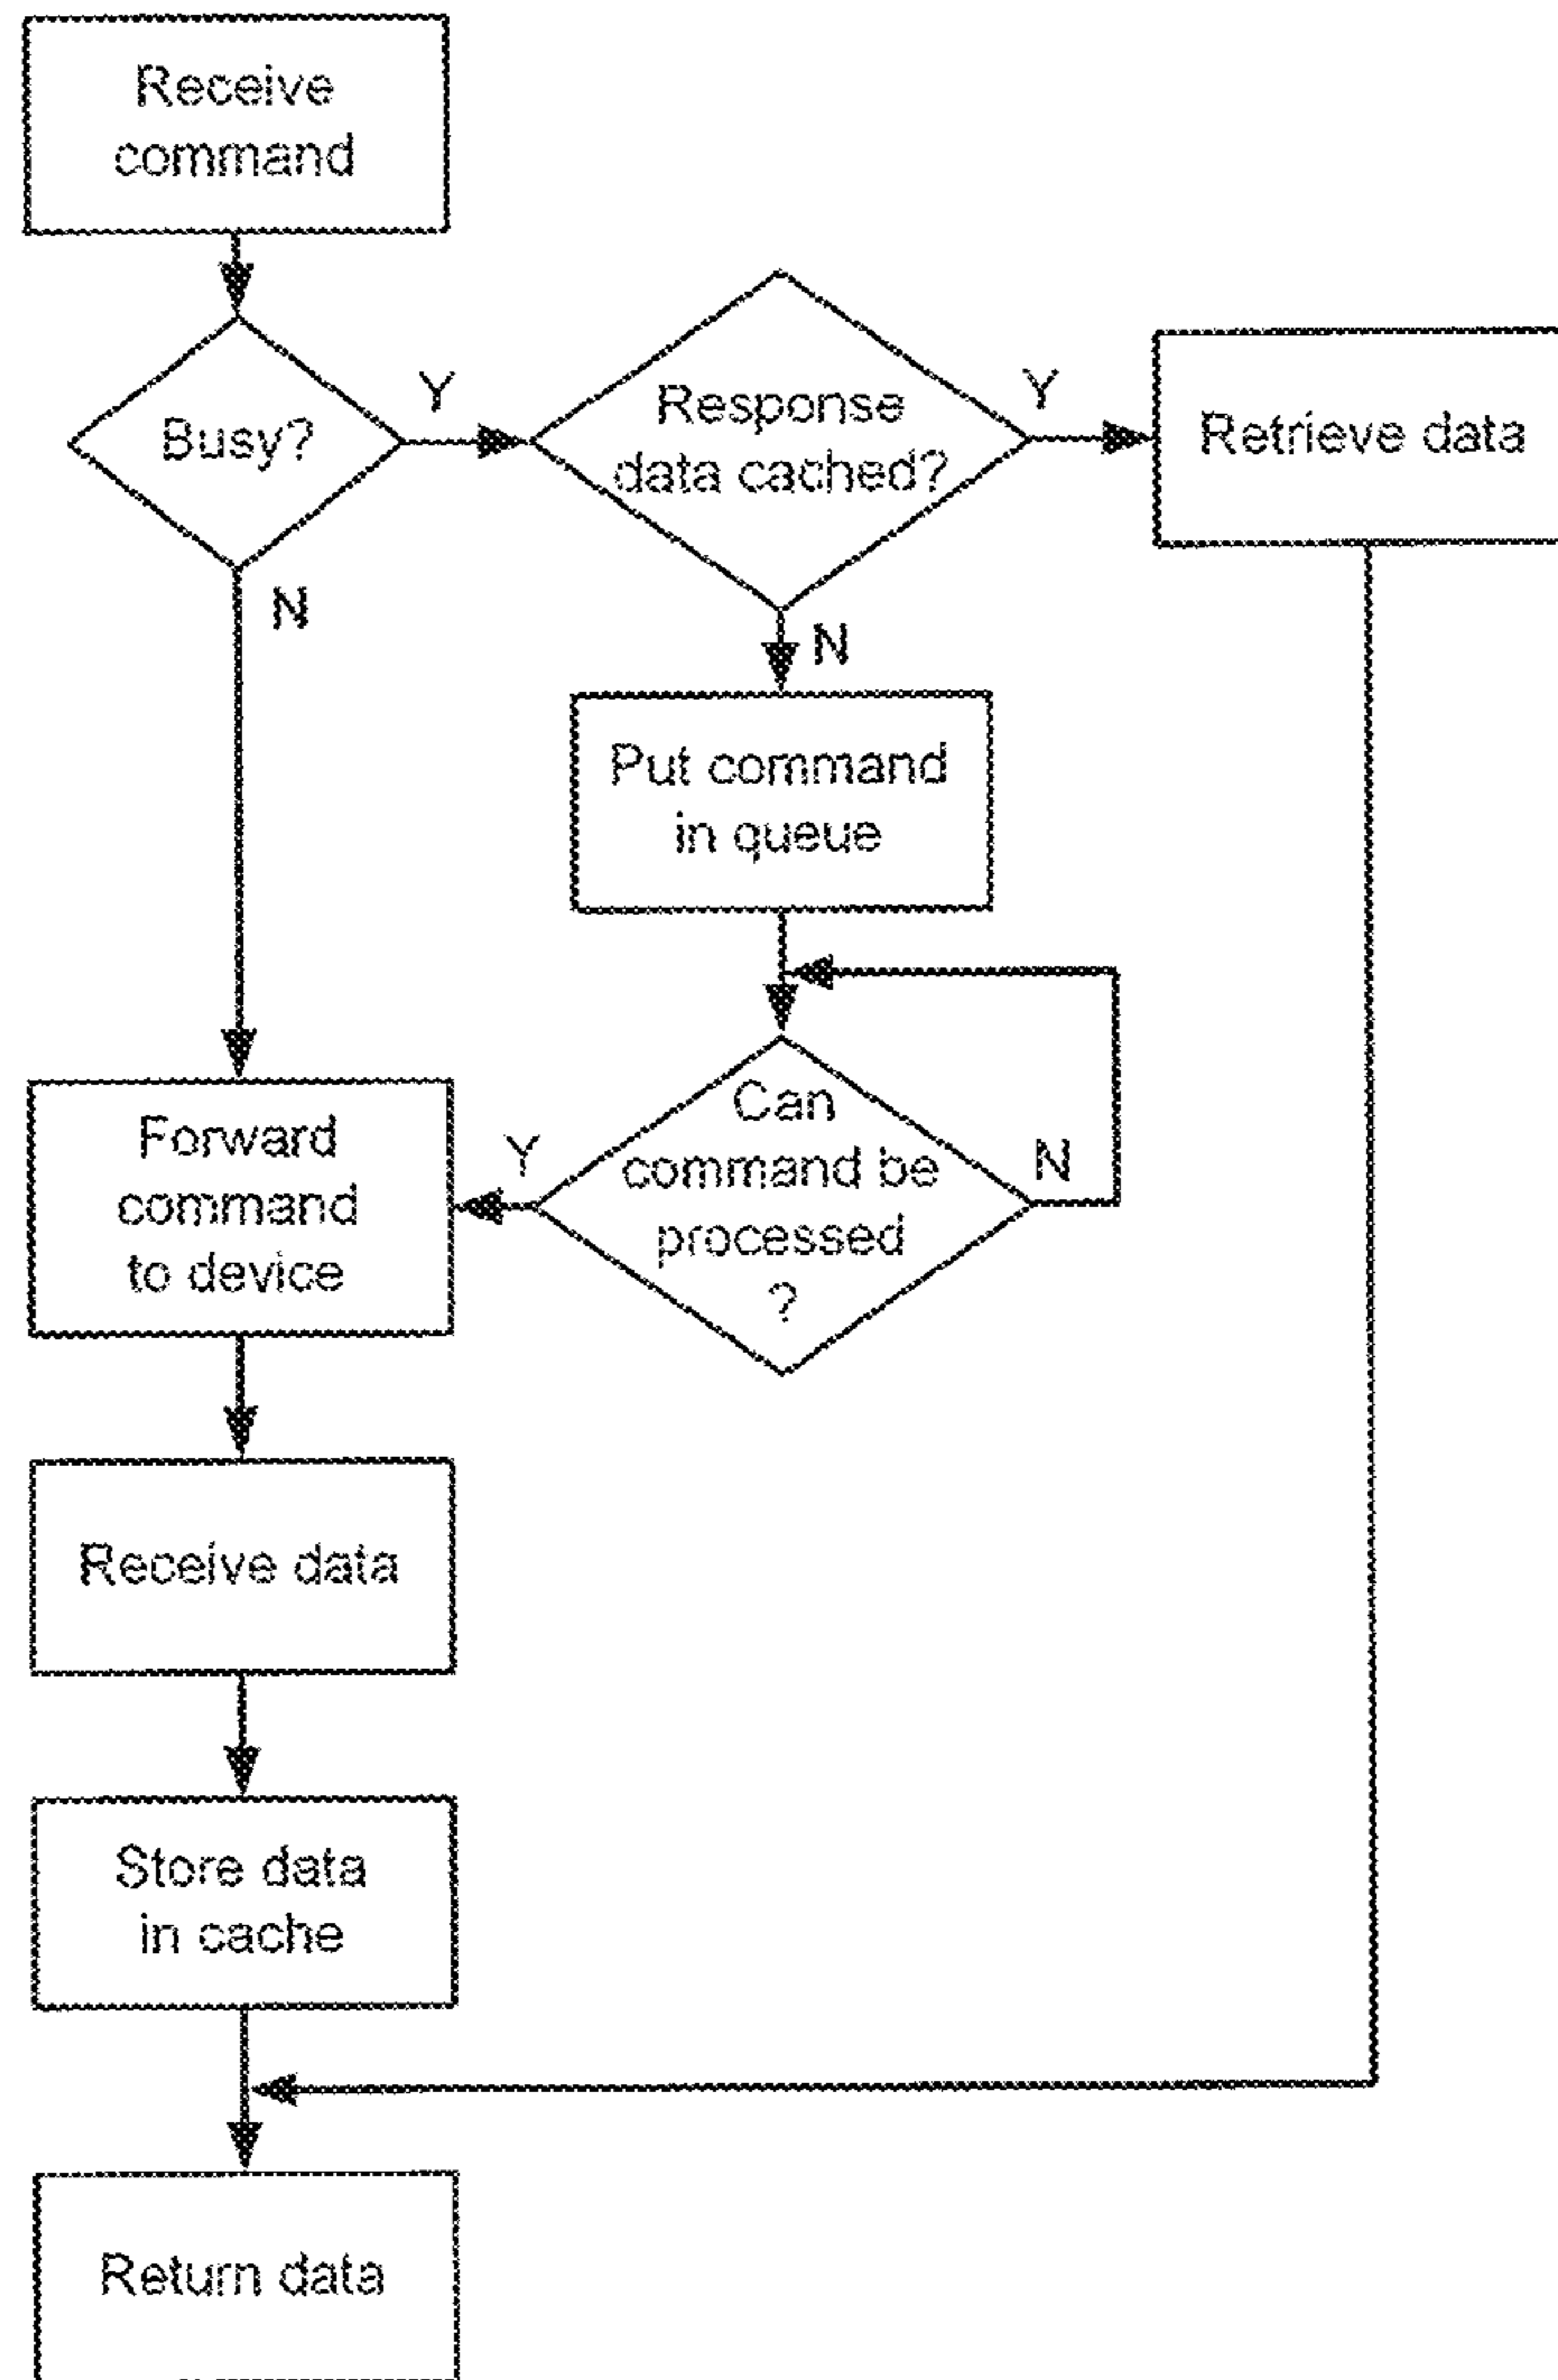 Receive
command
Busy?
Y
Response
data cached?
Y
Retrieve data
N
N
Put command
in queue
Forward
command
to device
Y
Can
command be
processed
?
N
Receive data
Store data
in cache
Return data